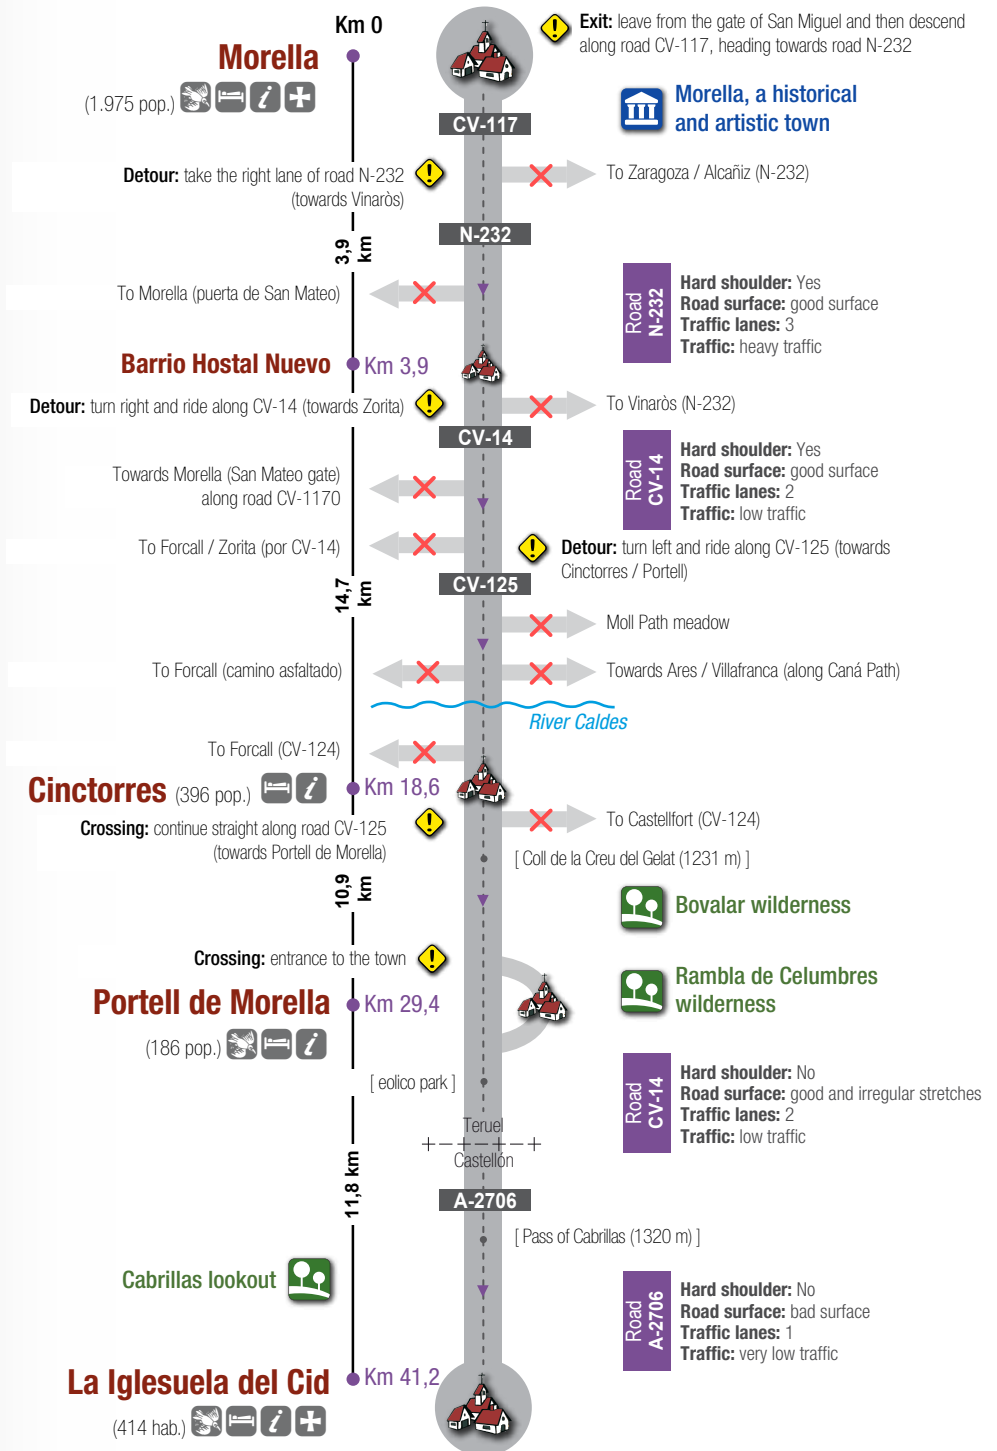 Km 0
Exit: leave from the gate of San Miguel and then descend
along road CV-117, heading towards road N-232
Morella
(1.975 pop.)
i
CV-117
Morella, a historical
and artistic town
Detour: take the right lane of road N-232
(towards Vinaròs)
To Zaragoza / Alcañiz (N-232)
N-232
3,9
km
To Morella (puerta de San Mateo)
Road
N-232
Hard shoulder: Yes
Road surface: good surface
Traffic lanes: 3
Traffic: heavy traffic
Barrio Hostal Nuevo
Km 3,9
Detour: turn right and ride along CV-14 (towards Zorita)
To Vinaròs (N-232)
CV-14
Road
CV-14
Hard shoulder: Yes
Road surface: good surface
Traffic lanes: 2
Traffic: low traffic
Towards Morella (San Mateo gate)
along road CV-1170
To Forcall / Zorita (por CV-14)
Detour: turn left and ride along CV-125 (towards
Cinctorres / Portell)
CV-125
14,7
km
Moll Path meadow
To Forcall (camino asfaltado)
Towards Ares / Villafranca (along Caná Path)
River Caldes
To Forcall (CV-124)
Cinctorres (396 pop.)
i
Km 18,6
Crossing: continue straight along road CV-125
(towards Portell de Morella)
To Castellfort (CV-124)
[ Coll de la Creu del Gelat (1231 m) ]
10,9
km
Bovalar wilderness
Crossing: entrance to the town
Rambla de Celumbres
wilderness
Portell de Morella
Km 29,4
(186 pop.)
i
[ eolico park ]
Road
CV-14
Hard shoulder: No
Road surface: good and irregular stretches
Traffic lanes: 2
Traffic: low traffic
Teruel
Castellón
11,8 km
A-2706
[ Pass of Cabrillas (1320 m) ]
Cabrillas lookout
Road
A-2706
Hard shoulder: No
Road surface: bad surface
Traffic lanes: 1
Traffic: very low traffic
La Iglesuela del Cid
Km 41,2
(414 hab.)
i